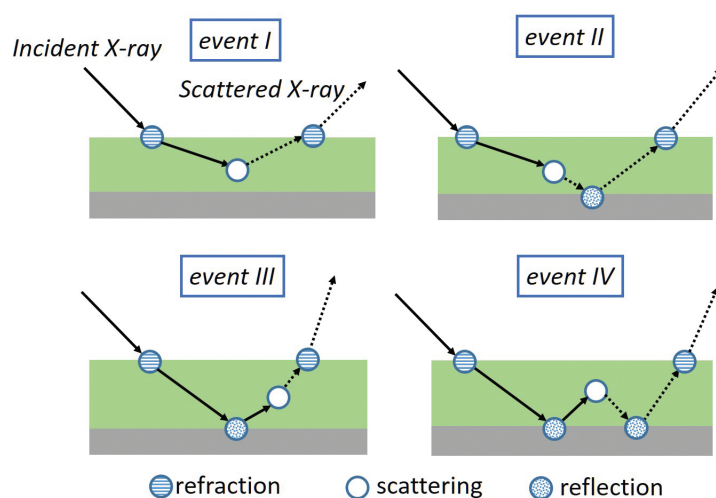 event I
event II
Incident X-ray
Scattered X-ray
event III
event IV
refraction
scattering
reflection